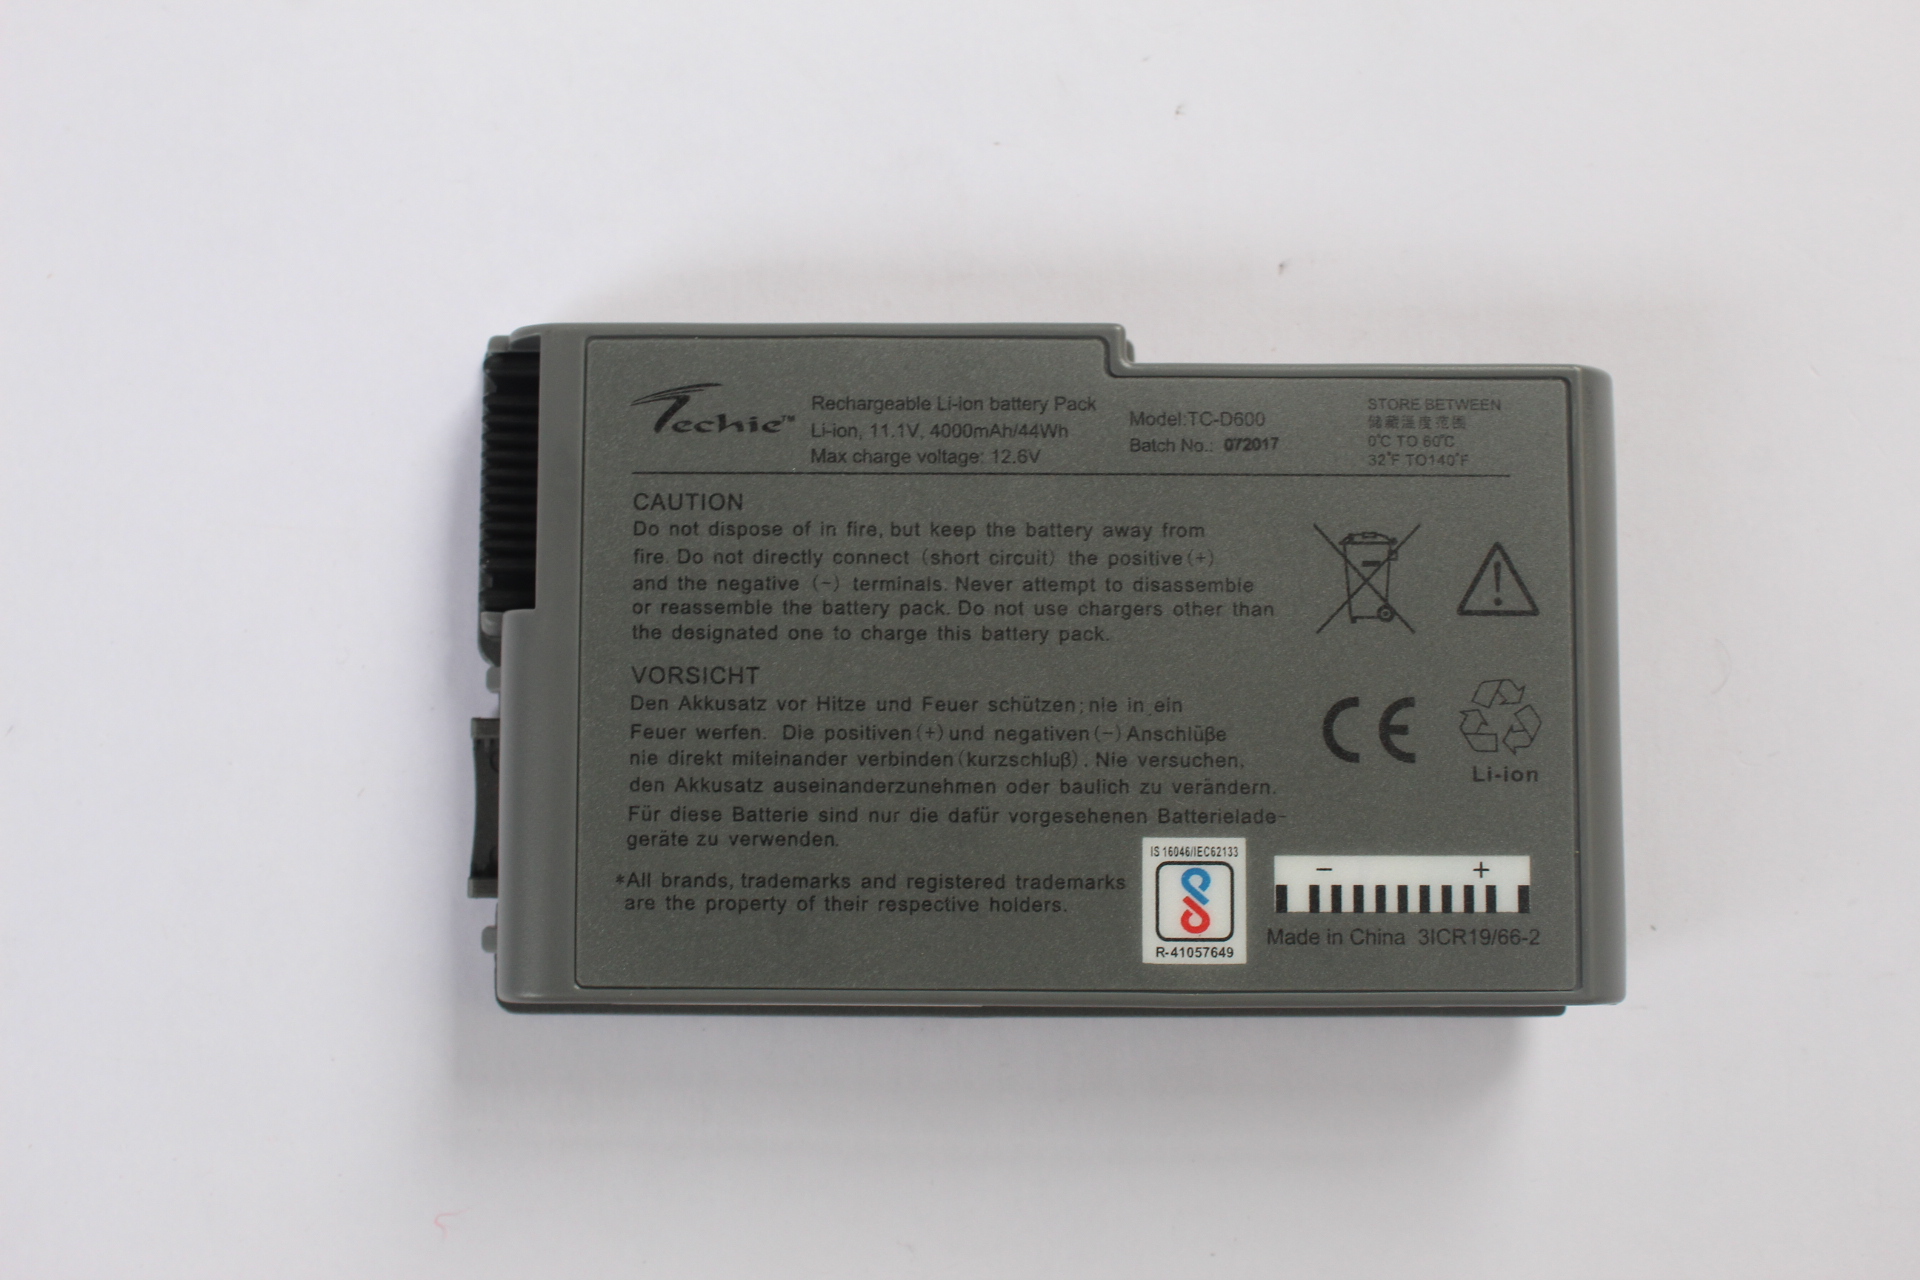 Techie™
Rechargeable Li-ion battery Pack
Li-ion, 11.1V, 4000mAh/44Wh
Max charge voltage: 12.6V
Model:TC-D600
Batch No.: 072017
STORE BETWEEN
儲藏溫度范圍
0℃ TO 60℃
32°F TO140°F
CAUTION
Do not dispose of in fire, but keep the battery away from
fire. Do not directly connect (short circuit) the positive(+)
and the negative (-) terminals. Never attempt to disassemble
or reassemble the battery pack. Do not use chargers other than
the designated one to charge this battery pack.
VORSICHT
Den Akkusatz vor Hitze und Feuer schützen;nie in ein
Feuer werfen. Die positiven(+)und negativen(-)Anschlüße
nie direkt miteinander verbinden(kurzschluß). Nie versuchen,
den Akkusatz auseinanderzunehmen oder baulich zu verändern.
Für diese Batterie sind nur die dafür vorgesehenen Batterielade-
geräte zu verwenden.
*All brands, trademarks and registered trademarks
are the property of their respective holders.
CE
Li-ion
IS 16046/IEC62133
R-41057649
- +
Made in China 3ICR19/66-2